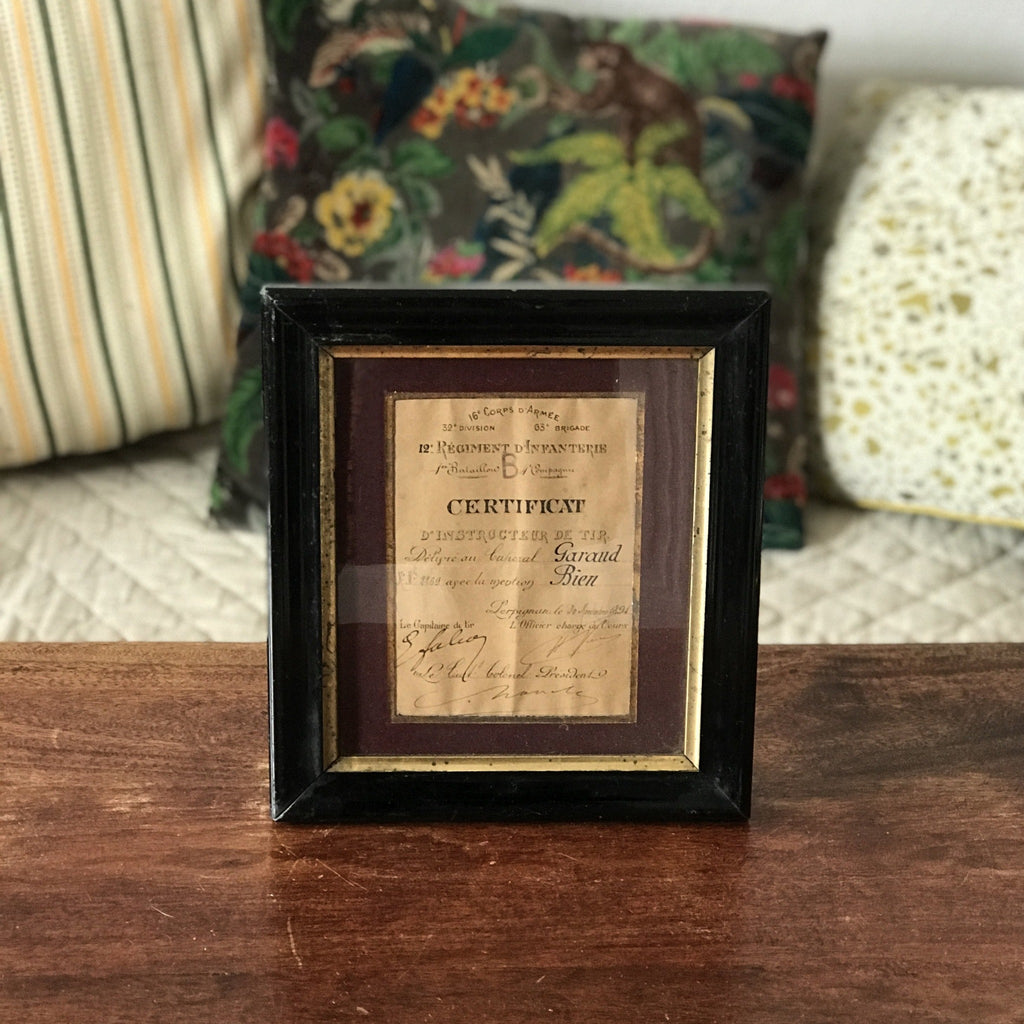 16e CORPS D'ARMÉE
32e DIVISION 63e BRIGADE
12e RÉGIMENT D'INFANTERIE
1er Bataillon B 1e Compagnie
CERTIFICAT
D'INSTRUCTEUR DE TIR
Délivré au Caporal Garaud
avec la mention Bien
Perpignan, le 30
Le Capitaine de tir L'Officier chargé du Cours
Le Lieut Colonel Président